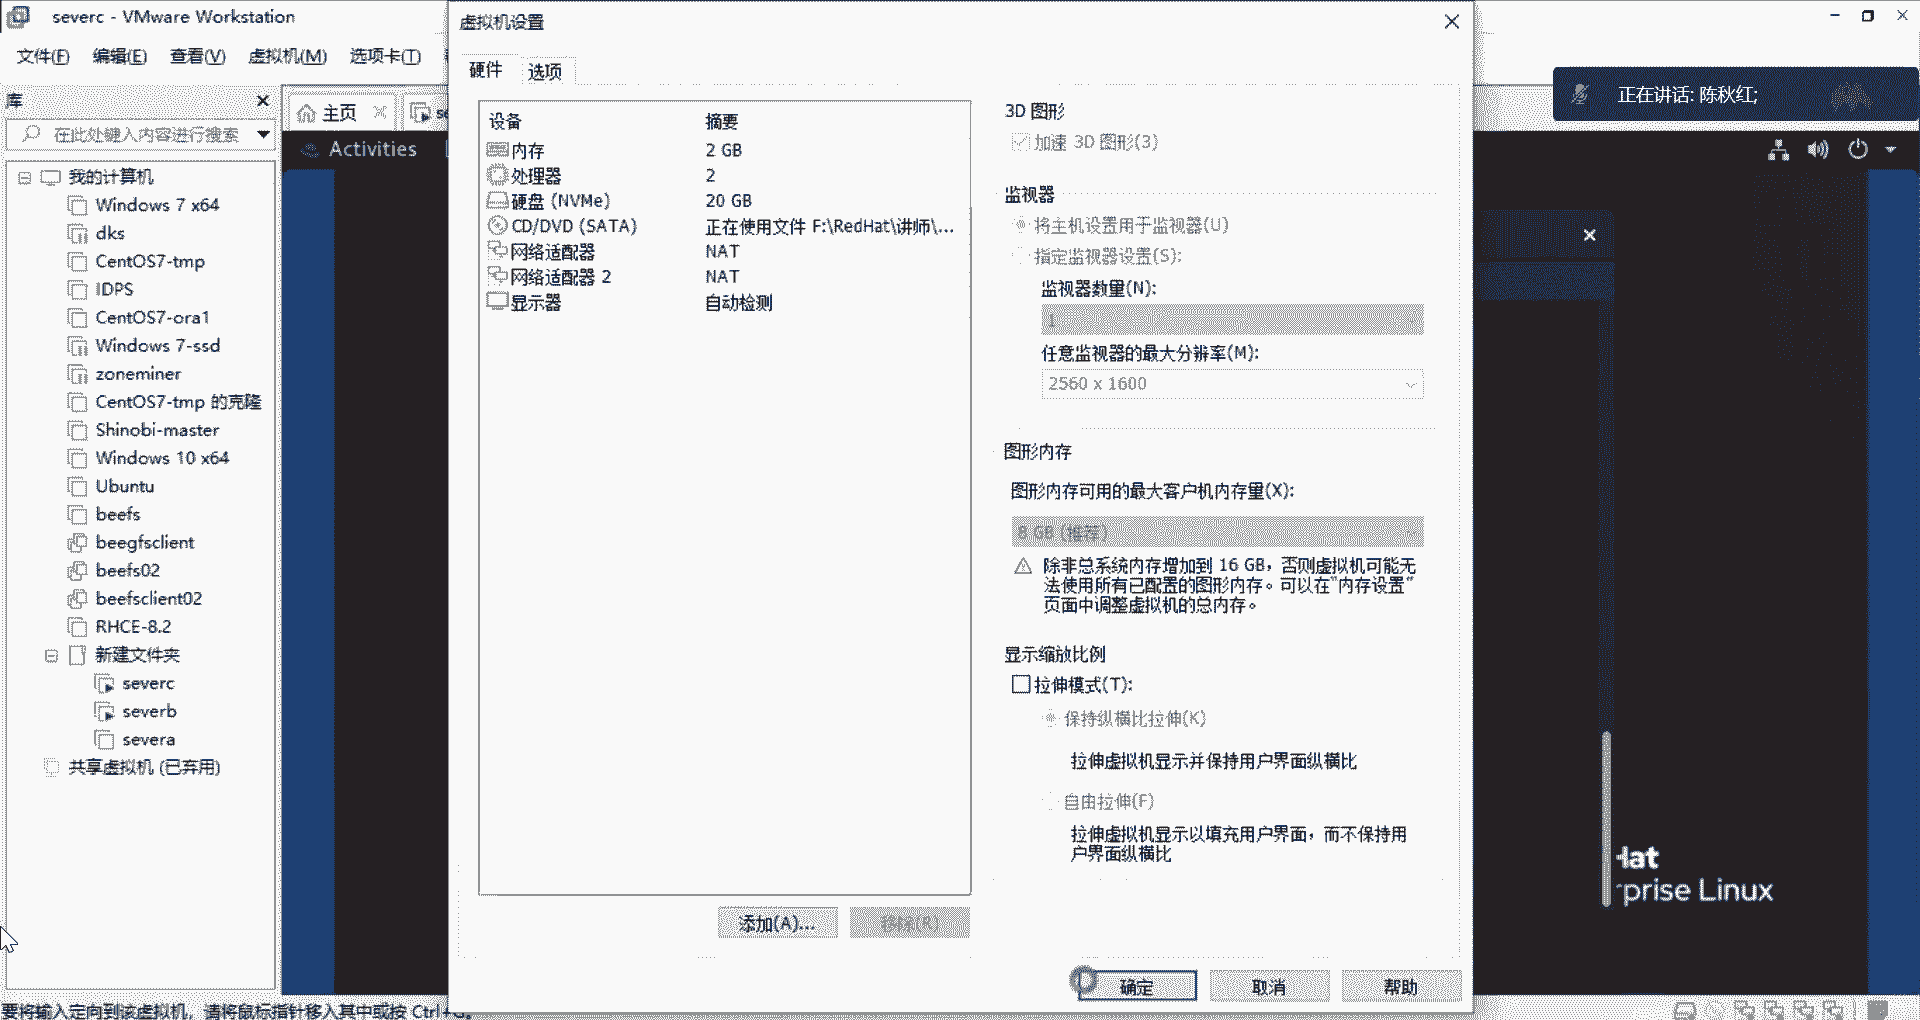 severc - VMware Workstation
文件(F) 编辑(E) 查看(V) 虚拟机(M) 选项卡(T)
库
在此处键入内容进行搜索
我的计算机
Windows 7 x64
dks
CentOS7-tmp
IDPS
CentOS7-ora1
Windows 7-ssd
zoneminer
CentOS7-tmp 的克隆
Shinobi-master
Windows 10 x64
Ubuntu
beefs
beegfsclient
beefs02
beefsclient02
RHCE-8.2
新建文件夹
severc
severb
severa
共享虚拟机 (已弃用)
主页
Activities
虚拟机设置
硬件 选项
设备 摘要
内存 2 GB
处理器 2
硬盘 (NVMe) 20 GB
CD/DVD (SATA) 正在使用文件 F:\RedHat\讲师\...
网络适配器 NAT
网络适配器 2 NAT
显示器 自动检测
添加(A)... 移除(R)
3D 图形
加速 3D 图形(3)
监视器
将主机设置用于监视器(U)
指定监视器设置(S):
监视器数量(N):
1
任意监视器的最大分辨率(M):
2560 x 1600
图形内存
图形内存可用的最大客户机内存量(X):
8 GB (推荐)
除非总系统内存增加到 16 GB，否则虚拟机可能无
法使用所有已配置的图形内存。可以在"内存设置"
页面中调整虚拟机的总内存。
显示缩放比例
拉伸模式(T):
保持纵横比拉伸(K)
拉伸虚拟机显示并保持用户界面纵横比
自由拉伸(F)
拉伸虚拟机显示以填充用户界面，而不保持用
户界面纵横比
确定 取消 帮助
正在讲话: 陈秋红;
Hat
rprise Linux
要将输入定向到该虚拟机，请将鼠标指针移入其中或按 Ctrl+G。